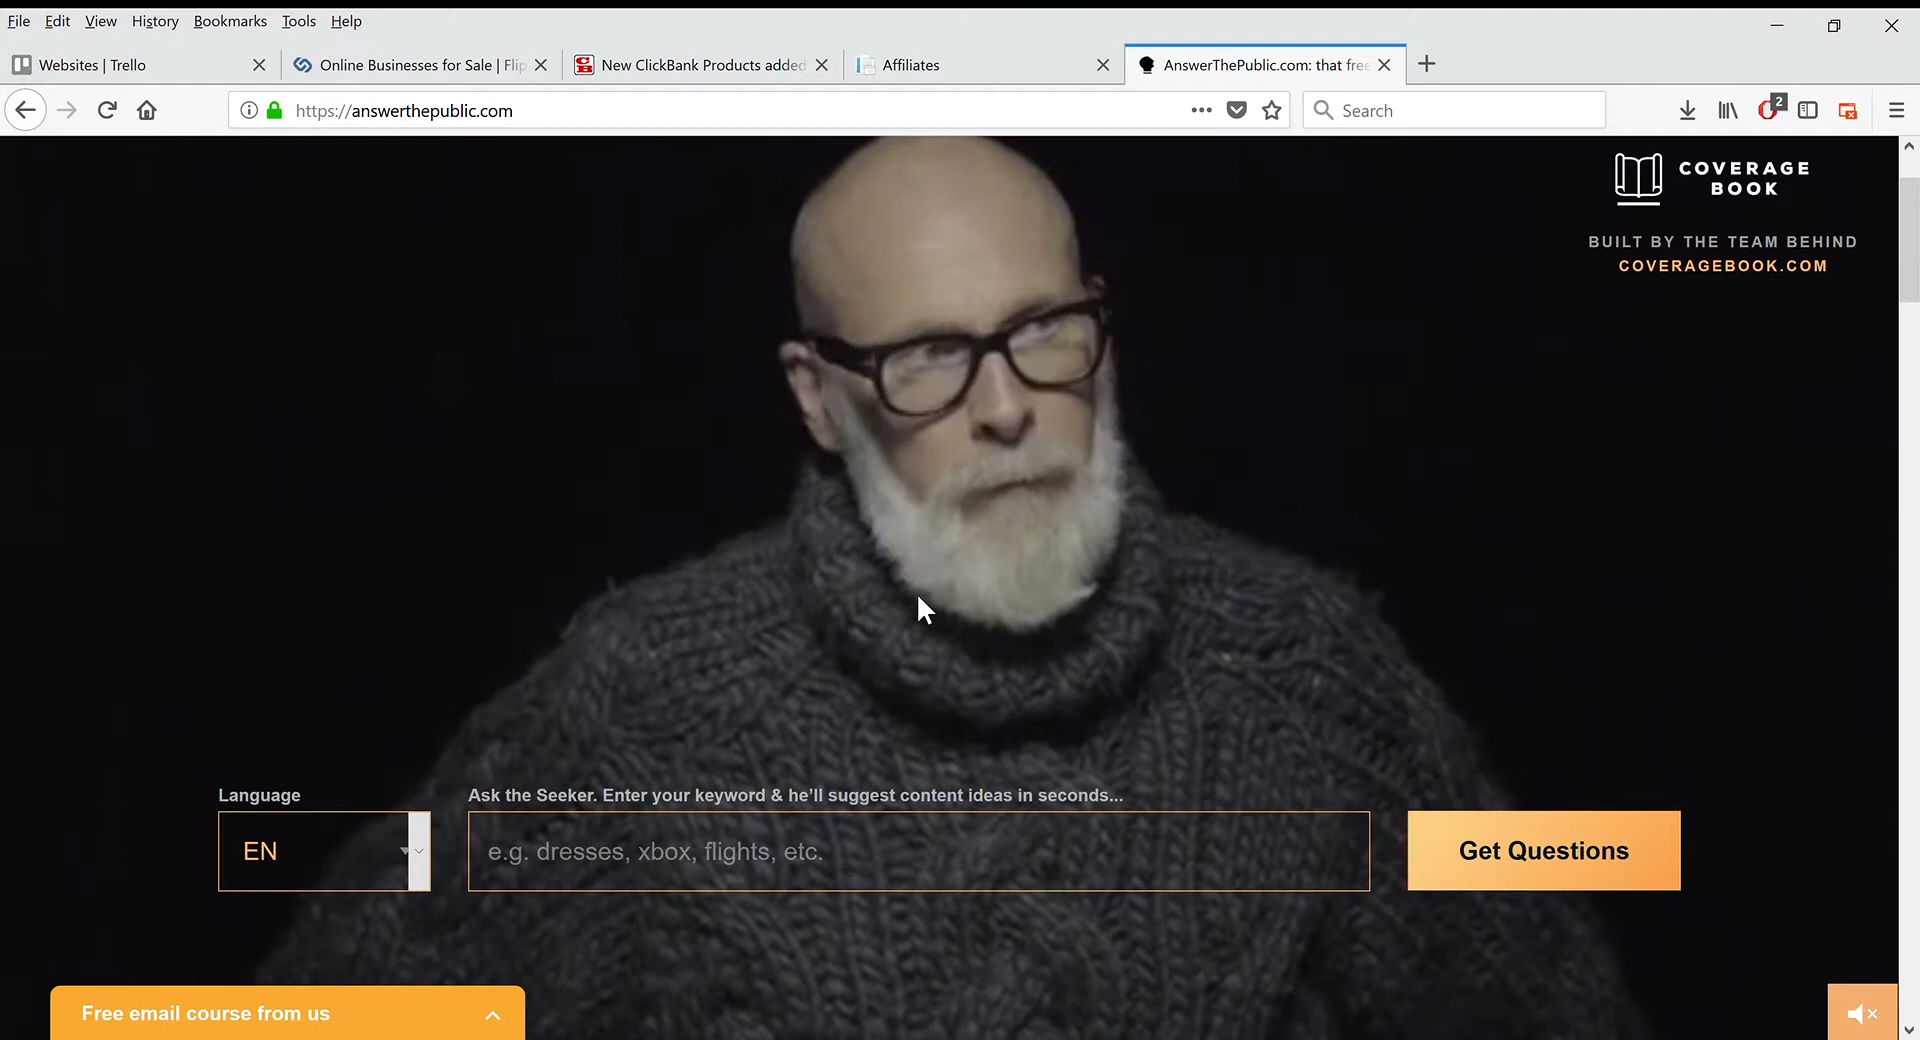 File Edit View History Bookmarks Tools Help
Websites | Trello
Online Businesses for Sale | Flip
New ClickBank Products added
Affiliates
AnswerThePublic.com: that free
https://answerthepublic.com
Search
2
COVERAGE
BOOK
BUILT BY THE TEAM BEHIND
COVERAGEBOOK.COM
Language
Ask the Seeker. Enter your keyword & he'll suggest content ideas in seconds...
EN
e.g. dresses, xbox, flights, etc.
Get Questions
Free email course from us